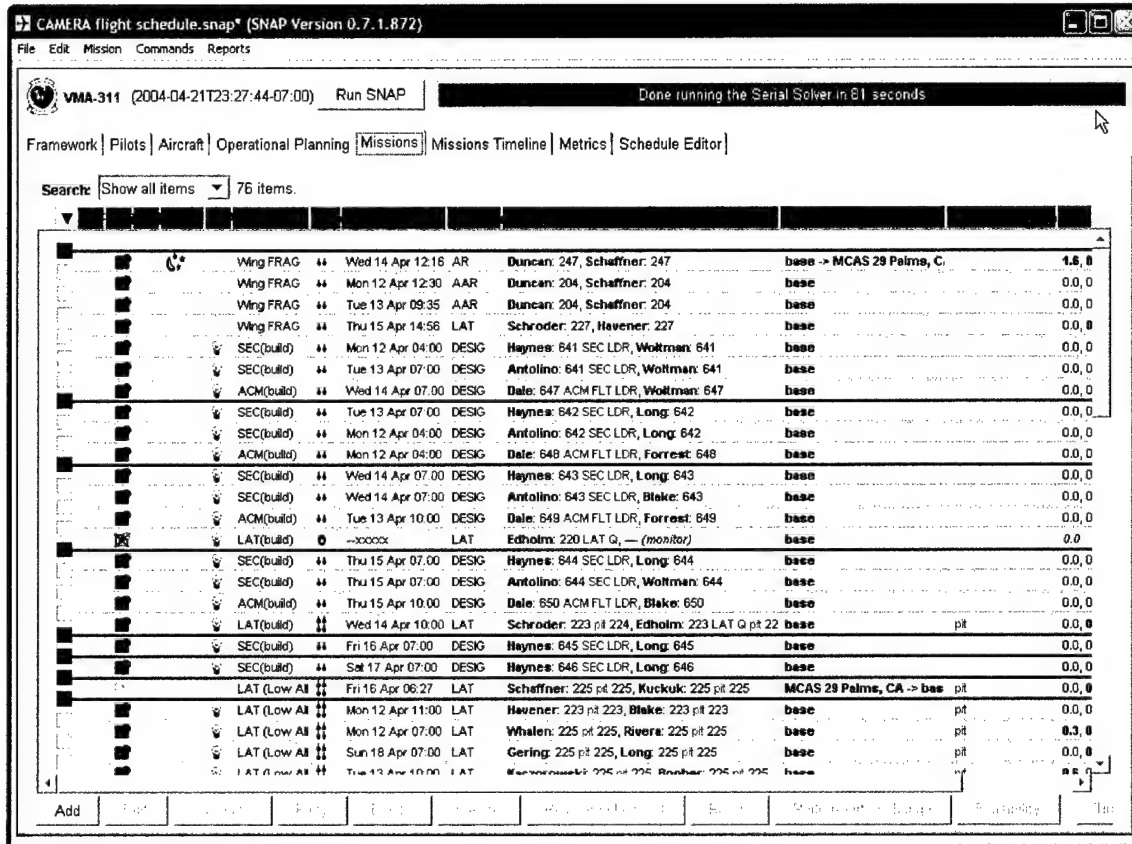 CAMERA flight schedule.snap* (SNAP Version 0.7.1.872)
File Edit Mission Commands Reports
VMA-311 (2004-04-21T23:27:44-07:00) Run SNAP Done running the Serial Solver in 81 seconds
Framework Pilots Aircraft Operational Planning Missions Missions Timeline Metrics Schedule Editor
Search: Show all items 76 items.
Wing FRAG Wed 14 Apr 12:16 AR Duncan: 247, Schaffner: 247 base -> MCAS 29 Palms, C 1.6, 0
Wing FRAG Mon 12 Apr 12:30 AAR Duncan: 204, Schaffner: 204 base 0.0, 0
Wing FRAG Tue 13 Apr 09:35 AAR Duncan: 204, Schaffner: 204 base 0.0, 0
Wing FRAG Thu 15 Apr 14:56 LAT Schroder: 227, Havener: 227 base 0.0, 0
SEC(build) Mon 12 Apr 04:00 DESIG Haynes: 641 SEC LDR, Woltman: 641 base 0.0, 0
SEC(build) Tue 13 Apr 07:00 DESIG Antolino: 641 SEC LDR, Woltman: 641 base 0.0, 0
ACM(build) Wed 14 Apr 07:00 DESIG Dale: 647 ACM FLT LDR, Woltman: 647 base 0.0, 0
SEC(build) Tue 13 Apr 07:00 DESIG Haynes: 642 SEC LDR, Long: 642 base 0.0, 0
SEC(build) Mon 12 Apr 04:00 DESIG Antolino: 642 SEC LDR, Long: 642 base 0.0, 0
ACM(build) Mon 12 Apr 04:00 DESIG Dale: 648 ACM FLT LDR, Forrest: 648 base 0.0, 0
SEC(build) Wed 14 Apr 07:00 DESIG Haynes: 643 SEC LDR, Long: 643 base 0.0, 0
SEC(build) Wed 14 Apr 07:00 DESIG Antolino: 643 SEC LDR, Blake: 643 base 0.0, 0
ACM(build) Tue 13 Apr 10:00 DESIG Dale: 649 ACM FLT LDR, Forrest: 649 base 0.0, 0
LAT(build) --xxxxx LAT Edholm: 220 LAT Q, — (monitor) base 0.0
SEC(build) Thu 15 Apr 07:00 DESIG Haynes: 644 SEC LDR, Long: 644 base 0.0, 0
SEC(build) Thu 15 Apr 07:00 DESIG Antolino: 644 SEC LDR, Woltman: 644 base 0.0, 0
ACM(build) Thu 15 Apr 10:00 DESIG Dale: 650 ACM FLT LDR, Blake: 650 base 0.0, 0
LAT(build) Wed 14 Apr 10:00 LAT Schroder: 223 pit 224, Edholm: 223 LAT Q pit 22 base pit 0.0, 0
SEC(build) Fri 16 Apr 07:00 DESIG Haynes: 645 SEC LDR, Long: 645 base 0.0, 0
SEC(build) Sat 17 Apr 07:00 DESIG Haynes: 646 SEC LDR, Long: 646 base 0.0, 0
LAT (Low Al Fri 16 Apr 06:27 LAT Schaffner: 225 pit 225, Kuckuk: 225 pit 225 MCAS 29 Palms, CA -> bas pit 0.0, 0
LAT (Low Al Mon 12 Apr 11:00 LAT Havener: 223 pit 223, Blake: 223 pit 223 base pit 0.0, 0
LAT (Low Al Mon 12 Apr 07:00 LAT Whalen: 225 pit 225, Rivera: 225 pit 225 base pit 0.3, 0
LAT (Low Al Sun 18 Apr 07:00 LAT Gering: 225 pit 225, Long: 225 pit 225 base pit 0.0, 0
LAT (Low Al Tue 13 Apr 10:00 LAT Kaczorowski: 225 pit 225, 225 pit 225 base pit 0.6, 0
Add